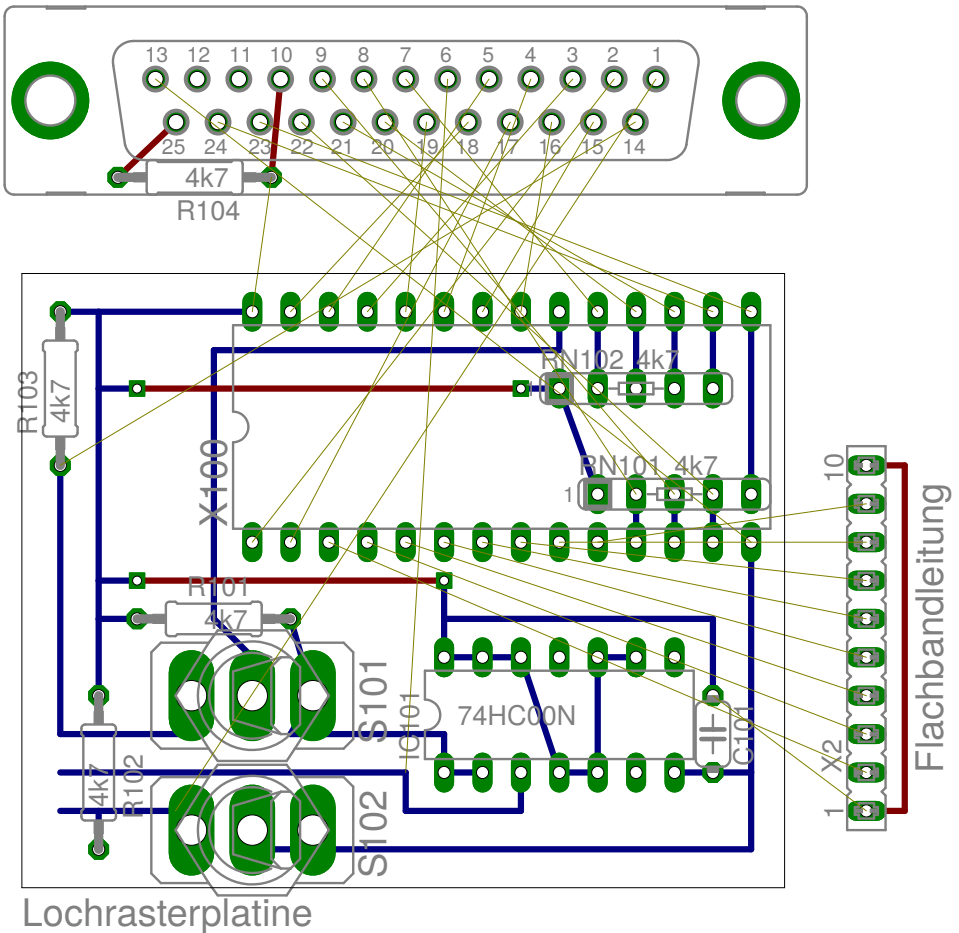 13 12 11 10 9 8 7 6 5 4 3 2 1
25 24 23 22 21 20 19 18 17 16 15 14
4k7
R104
RN102 4k7
1
R103
4k7
X100
RN101 4k7
1
10
Flachbandleitung
R101
4k7
S101
IC101
74HC00N
C101
X2
1
4k7
R102
S102
Lochrasterplatine